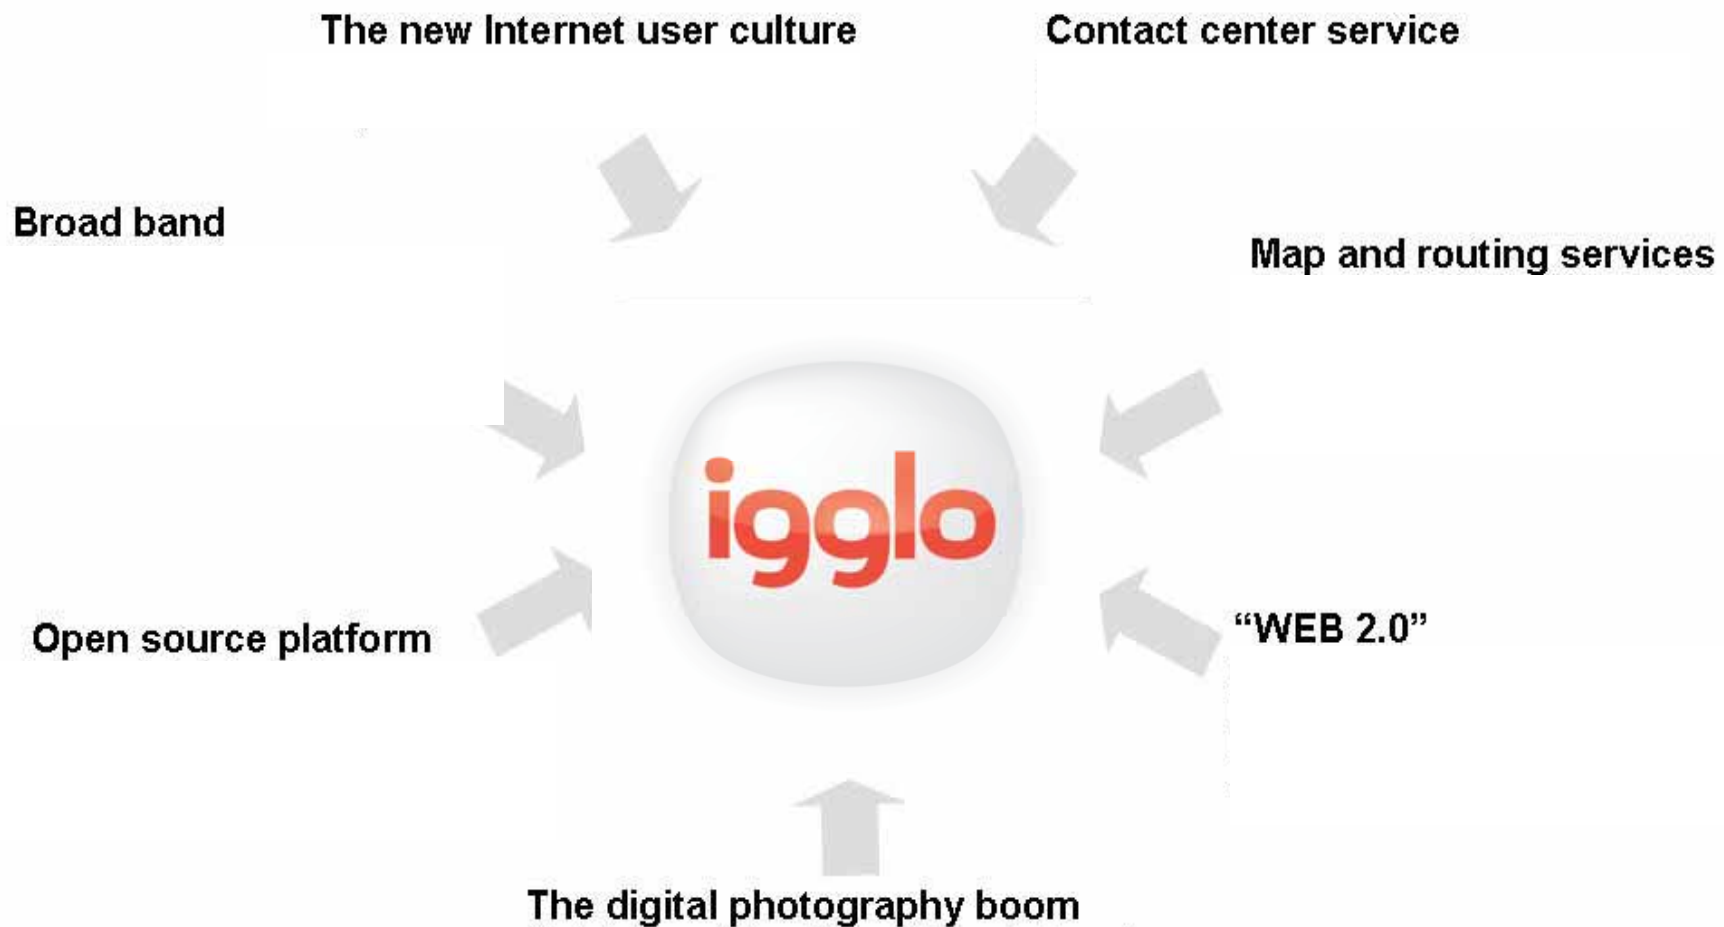 The new Internet user culture
Contact center service
Broad band
Map and routing services
igglo
Open source platform
“WEB 2.0”
The digital photography boom